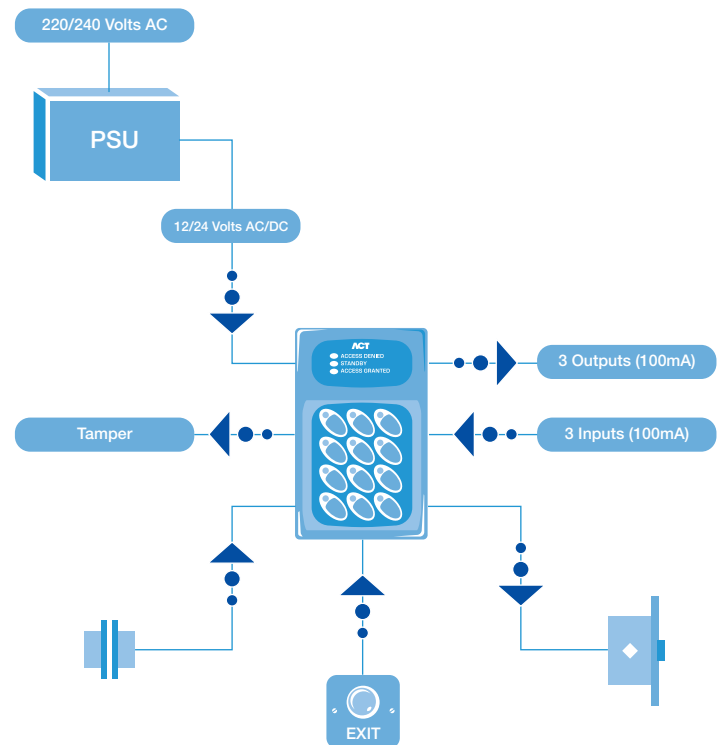 220/240 Volts AC
PSU
12/24 Volts AC/DC
ACT
ACCESS DENIED
STANDBY
ACCESS GRANTED
3 Outputs (100mA)
Tamper
3 Inputs (100mA)
EXIT